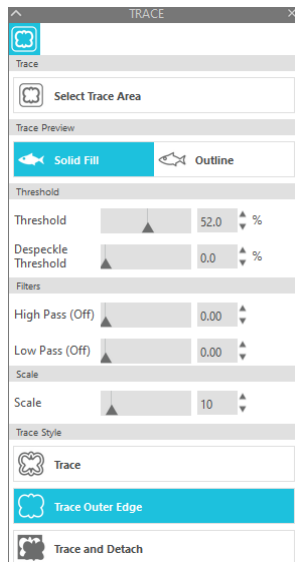 TRACE
Trace
Select Trace Area
Trace Preview
Solid Fill
Outline
Threshold
Threshold 52.0 %
Despeckle
Threshold 0.0 %
Filters
High Pass (Off) 0.00
Low Pass (Off) 0.00
Scale
Scale 10
Trace Style
Trace
Trace Outer Edge
Trace and Detach